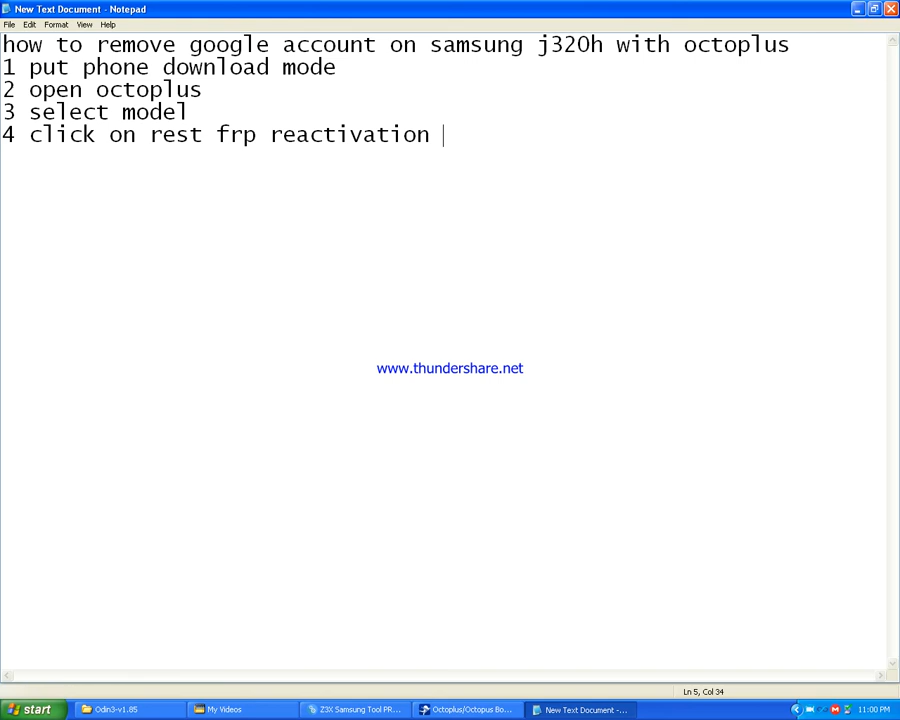 New Text Document - Notepad
File Edit Format View Help
how to remove google account on samsung j320h with octoplus
1 put phone download mode
2 open octoplus
3 select model
4 click on rest frp reactivation
www.thundershare.net
Ln 5, Col 34
start Odin3-v1.85 My Videos Z3X Samsung Tool PR... Octoplus/Octopus Bo... New Text Document -... 11:00 PM